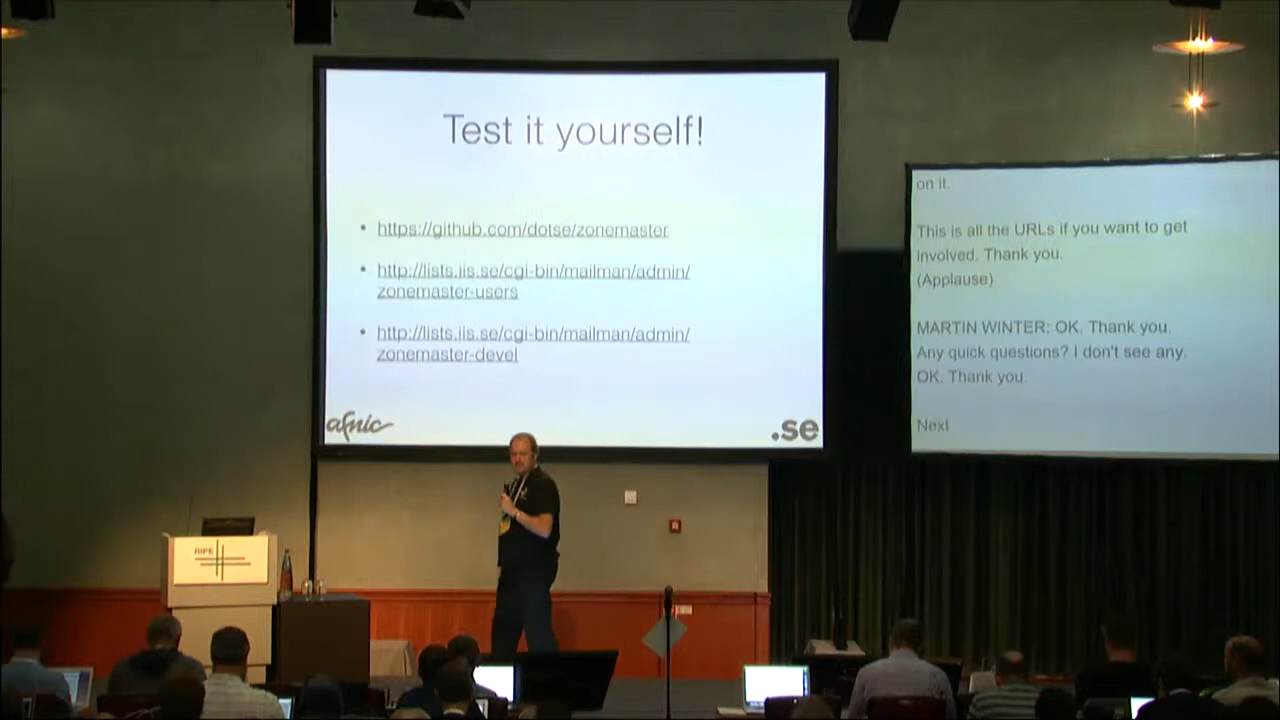 Test it yourself!
• https://github.com/dotse/zonemaster
• http://lists.iis.se/cgi-bin/mailman/admin/
zonemaster-users
• http://lists.iis.se/cgi-bin/mailman/admin/
zonemaster-devel
afnic
.se
on it.
This is all the URLs if you want to get
involved. Thank you.
(Applause)
MARTIN WINTER: OK. Thank you.
Any quick questions? I don't see any.
OK. Thank you.
Next
RIPE